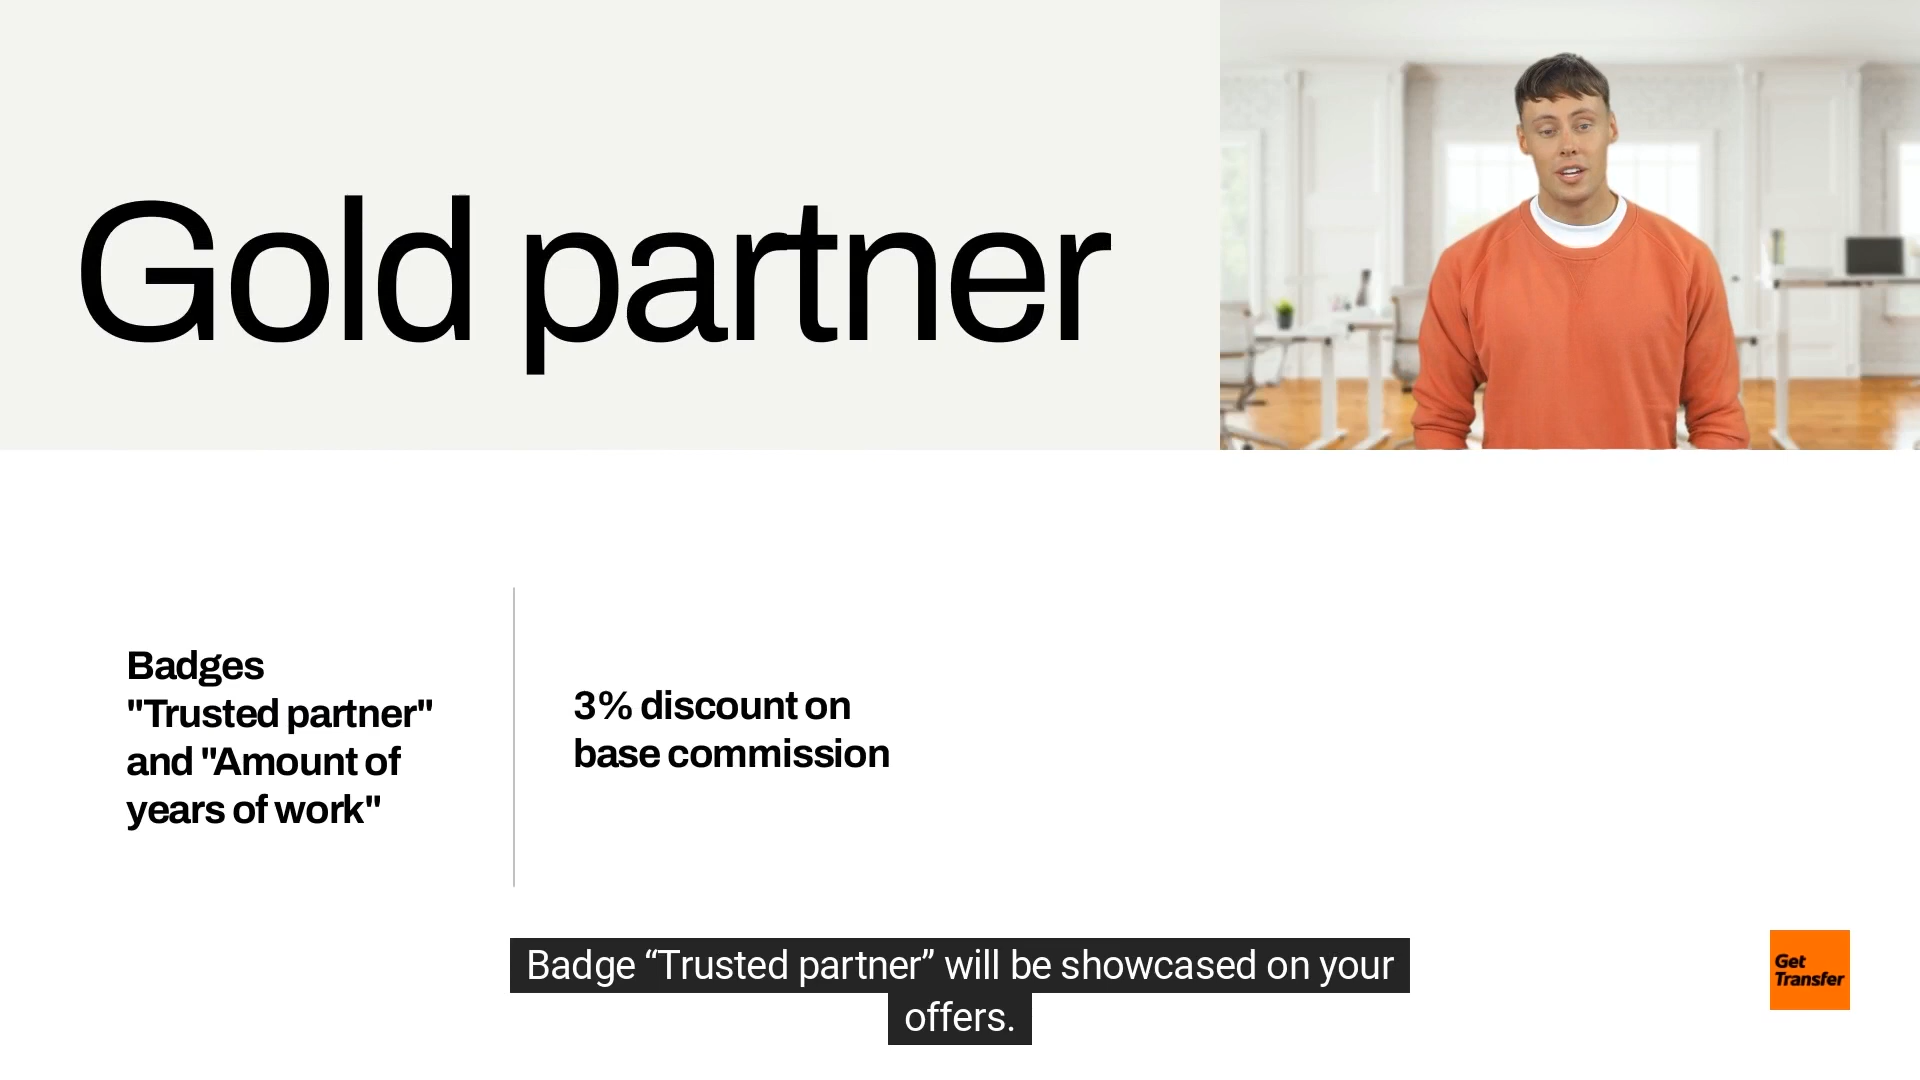 Gold partner
Badges
"Trusted partner"
and "Amount of
years of work"
3% discount on
base commission
Badge “Trusted partner” will be showcased on your
offers.
Get
Transfer